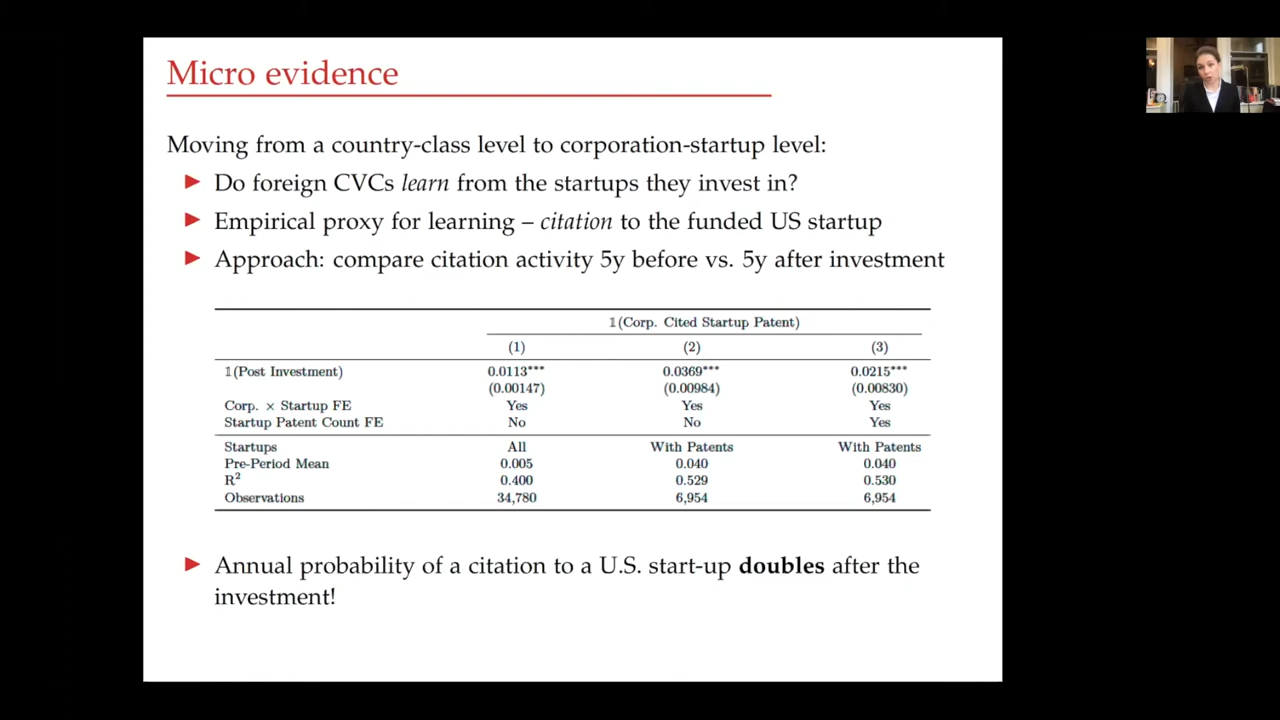 Micro evidence
Moving from a country-class level to corporation-startup level:
► Do foreign CVCs learn from the startups they invest in?
► Empirical proxy for learning – citation to the funded US startup
► Approach: compare citation activity 5y before vs. 5y after investment
𝟙(Corp. Cited Startup Patent)
(1) (2) (3)
𝟙(Post Investment) 0.0113*** 0.0369*** 0.0215***
(0.00147) (0.00984) (0.00830)
Corp. × Startup FE Yes Yes Yes
Startup Patent Count FE No No Yes
Startups All With Patents With Patents
Pre-Period Mean 0.005 0.040 0.040
R² 0.400 0.529 0.530
Observations 34,780 6,954 6,954
► Annual probability of a citation to a U.S. start-up doubles after the
investment!